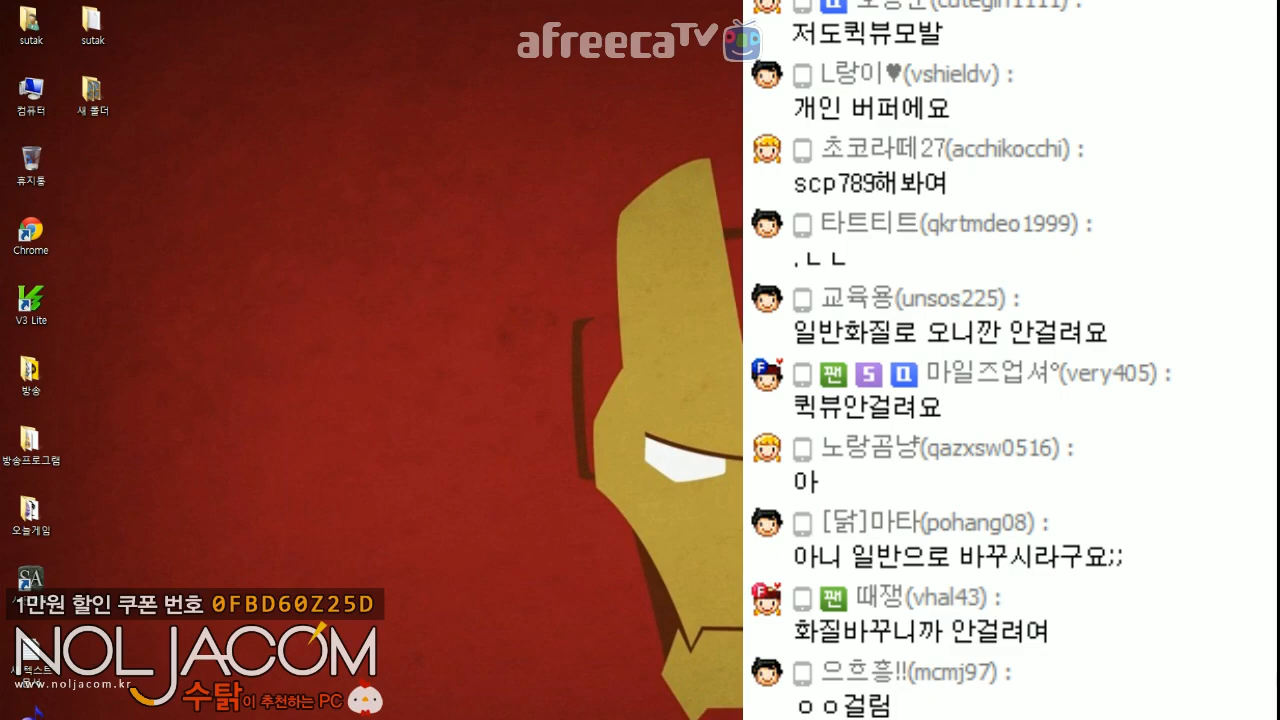 sutak
sutak
컴퓨터
새 폴더
휴지통
Chrome
V3 Lite
방송
방송프로그램
오늘게임
SA
1만원 할인 쿠폰 번호 0FBD60Z25D
NOLJACOM
www.noljacom.kr
수탉이 추천하는 PC
afreecaTV
(cutegirl1111) :
저도퀵뷰모발
L랑이♥(vshieldv) :
개인 버퍼에요
초코라떼27(acchikocchi) :
scp789해봐여
타트티트(qkrtmdeo1999) :
.ㄴㄴ
교육용(unsos225) :
일반화질로 오니깐 안걸려요
팬 S Q 마일즈업셔°(very405) :
퀵뷰안걸려요
노랑곰냥(qazxsw0516) :
아
[닭]마타(pohang08) :
아니 일반으로 바꾸시라구요;;
팬 때쟁(vhal43) :
화질바꾸니까 안걸려여
으흐흥!!(mcmj97) :
ㅇㅇ걸림